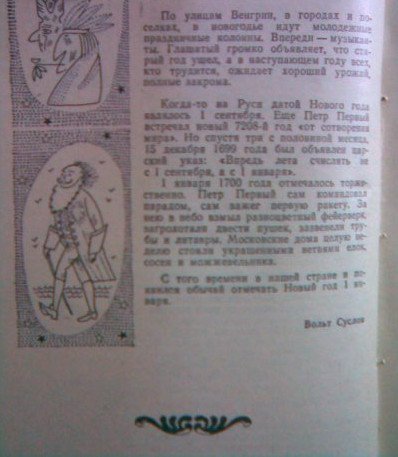 По улицам Венгрии, в городах и по-
селках, в новогодье идут молодежные
праздничные колонны. Впереди — музыкан-
ты. Глашатай громко объявляет, что ста-
рый год ушел, а в наступающем году всех,
кто трудится, ожидает хороший урожай,
полные закрома.
Когда-то на Руси датой Нового года
являлось 1 сентября. Еще Петр Первый
встречал новый 7208-й год «от сотворения
мира». Но спустя три с половиной месяца,
15 декабря 1699 года был объявлен цар-
ский указ: «Впредь лета счислять не
с 1 сентября, а с 1 января».
1 января 1700 года отмечалось торже-
ственно. Петр Первый сам командовал
парадом, сам зажег первую ракету. За
нею в небо взмыл разноцветный фейерверк,
загрохотали двести пушек, зазвенели тру-
бы и литавры. Московские дома целую не-
делю стояли украшенными ветвями елок,
сосен и можжевельника.
С того времени в нашей стране и по-
явился обычай отмечать Новый год 1 ян-
варя.
Вольт Суслов